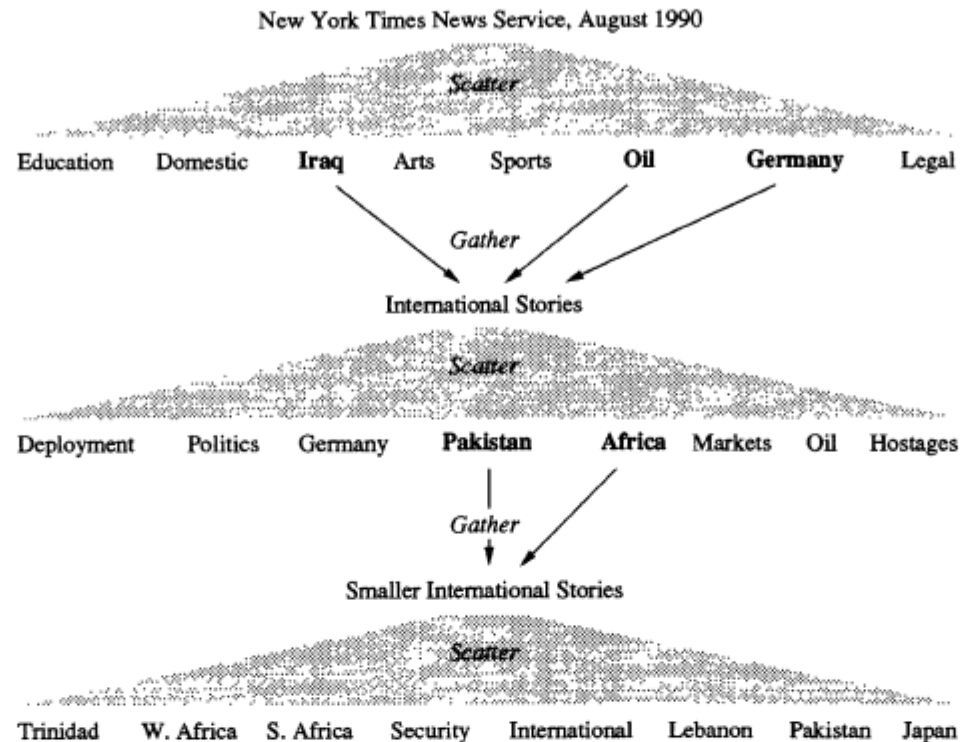 New York Times News Service, August 1990
Scatter
Education Domestic Iraq Arts Sports Oil Germany Legal
Gather
International Stories
Scatter
Deployment Politics Germany Pakistan Africa Markets Oil Hostages
Gather
Smaller International Stories
Scatter
Trinidad W. Africa S. Africa Security International Lebanon Pakistan Japan